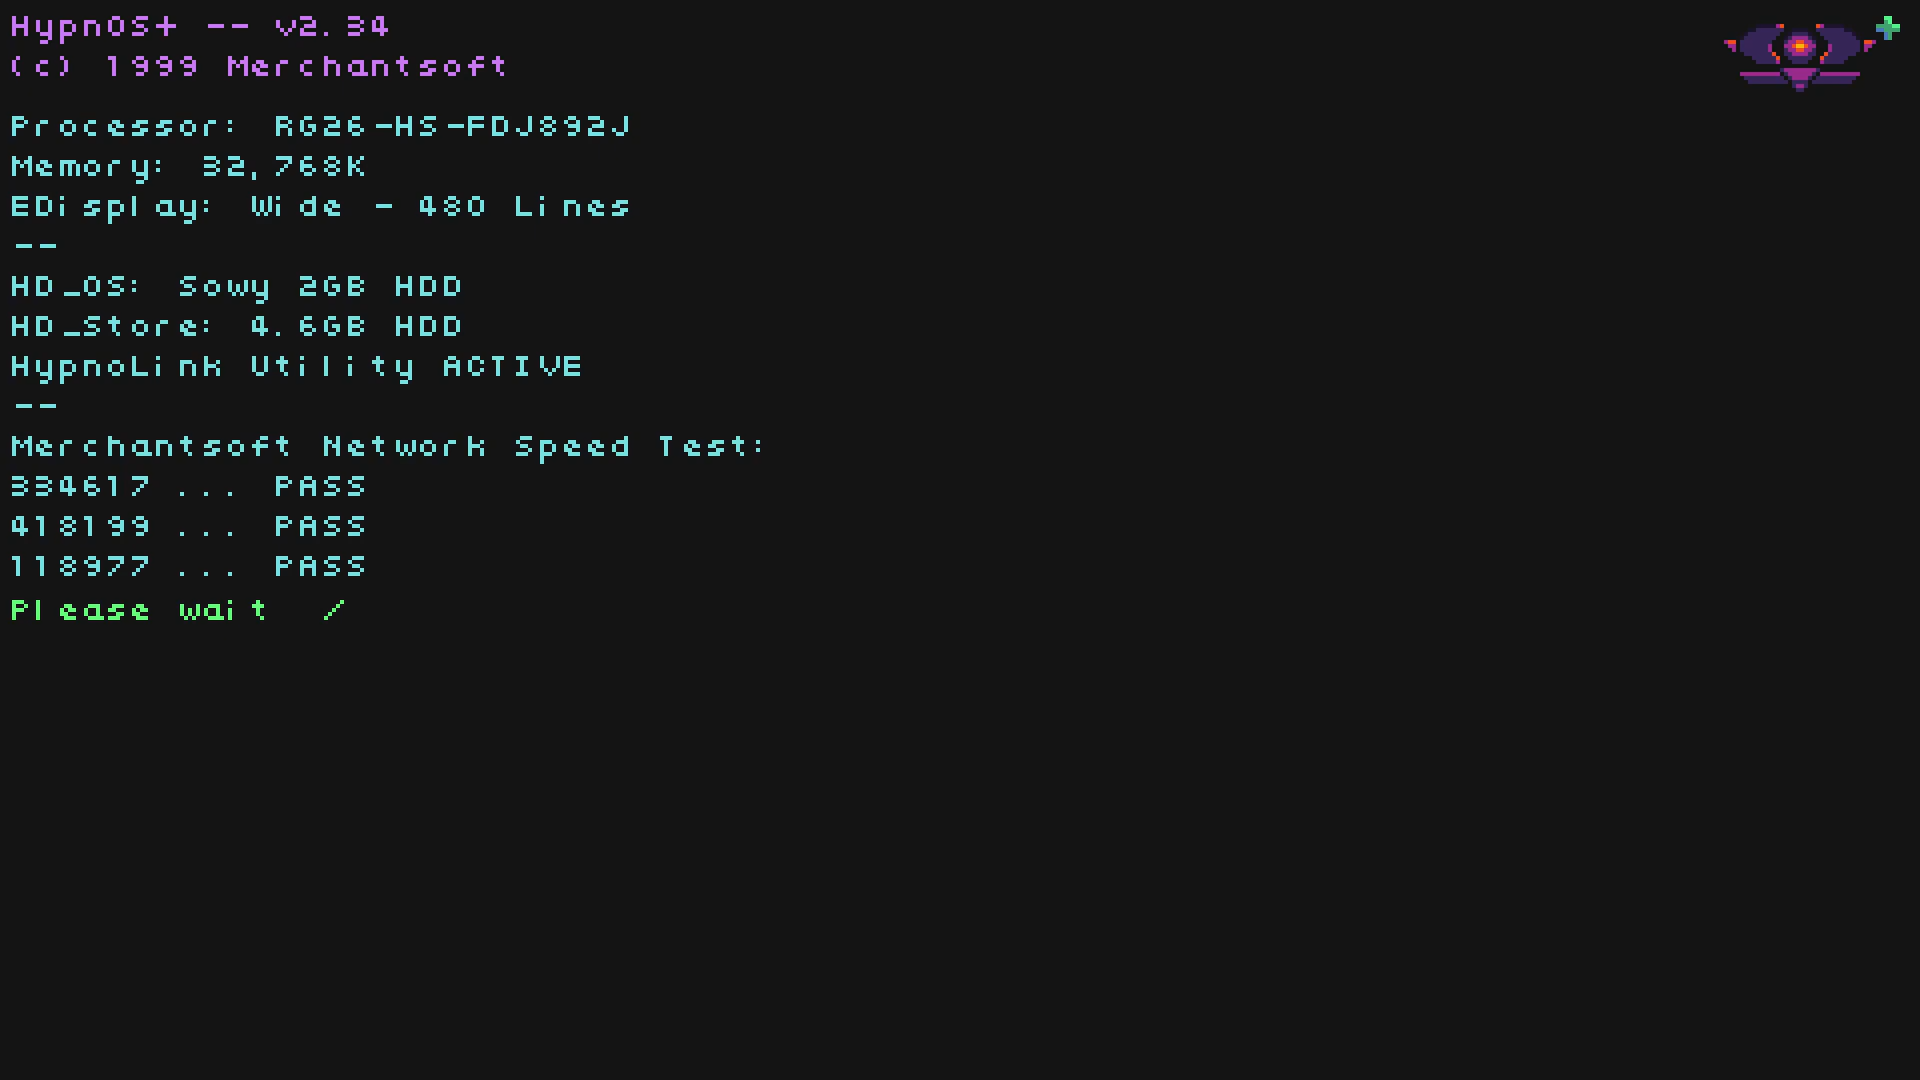 HypnOS+ -- v2.34
(c) 1999 Merchantsoft
Processor: RG26-HS-FDJ892J
Memory: 32,768K
EDisplay: Wide - 480 Lines
--
HD_OS: Sowy 2GB HDD
HD_Store: 4.6GB HDD
HypnoLink Utility ACTIVE
--
Merchantsoft Network Speed Test:
334617 ... PASS
418199 ... PASS
118977 ... PASS
Please wait /